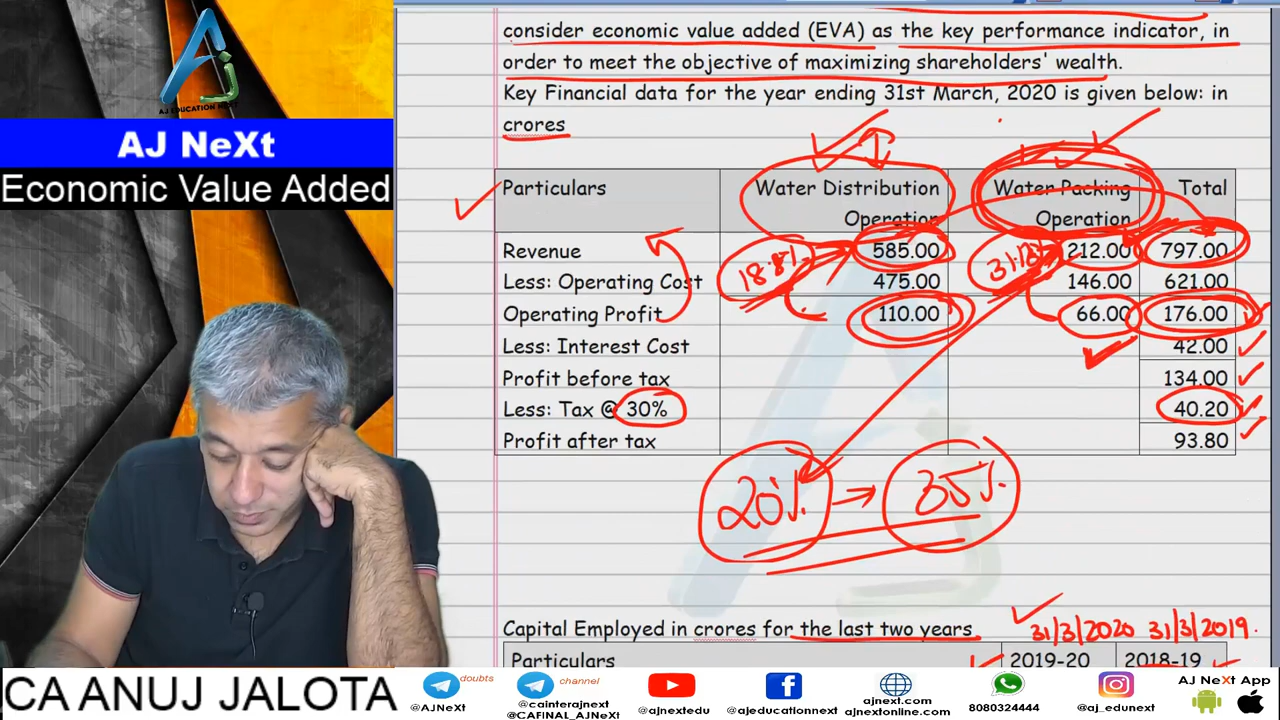 consider economic value added (EVA) as the key performance indicator, in
order to meet the objective of maximizing shareholders' wealth.
Key Financial data for the year ending 31st March, 2020 is given below: in
crores
AJ EDUCATION NEXT
AJ NeXt
Economic Value Added
Particulars Water Distribution Operation Water Packing Operation Total
Revenue 18.8% 585.00 212.00 797.00
Less: Operating Cost 475.00 146.00 621.00
Operating Profit 110.00 66.00 176.00
Less: Interest Cost 42.00
Profit before tax 134.00
Less: Tax @ 30% 40.20
Profit after tax 93.80
20% → 35%
Capital Employed in crores for the last two years 31/3/2020 31/3/2019
Particulars 2019-20 2018-19
CA ANUJ JALOTA
doubts
@AJNeXt
channel
@cainterajnext
@CAFINAL_AJNeXt
@ajnextedu
@ajeducationnext
ajnext.com
ajnextonline.com
8080324444
@aj_edunext
AJ NeXt App